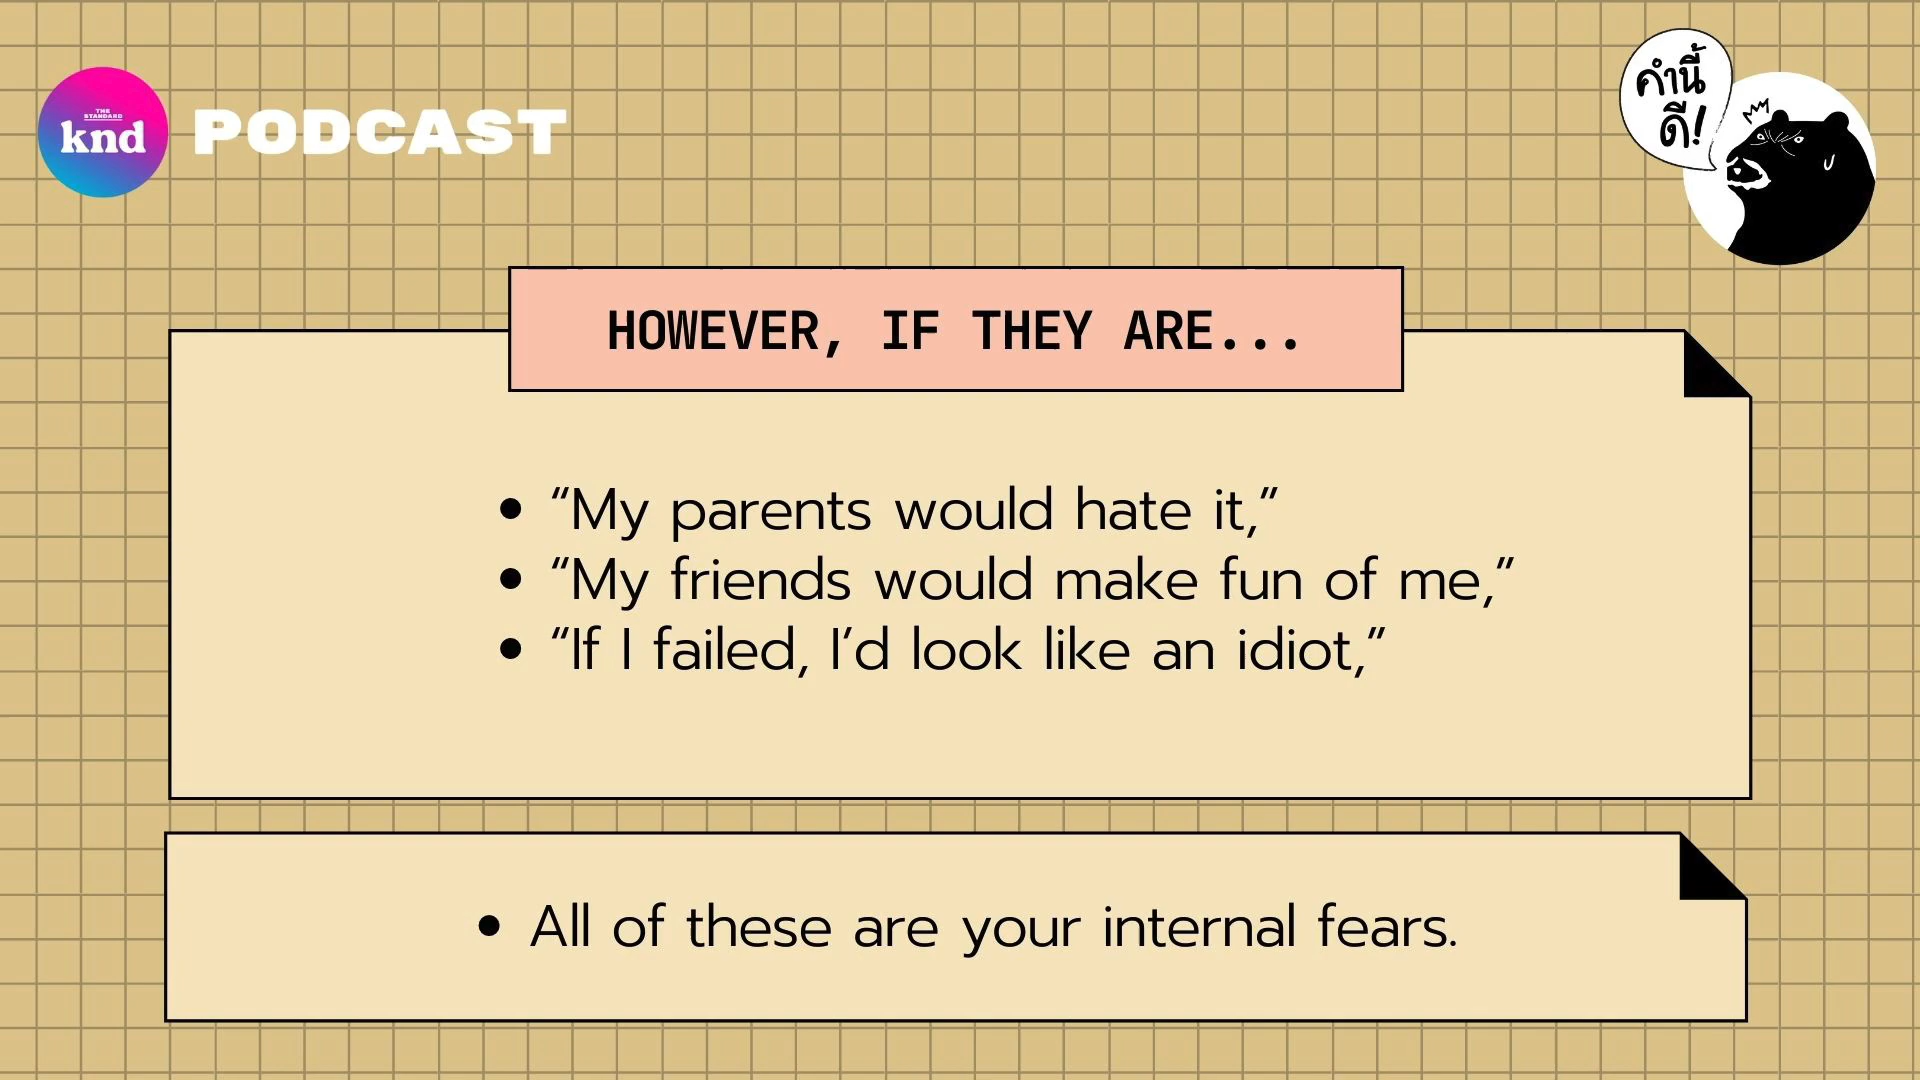 THE
STANDARD
knd
PODCAST
คำนี้
ดี!
HOWEVER, IF THEY ARE...
• “My parents would hate it,”
• “My friends would make fun of me,”
• “If I failed, I’d look like an idiot,”
• All of these are your internal fears.